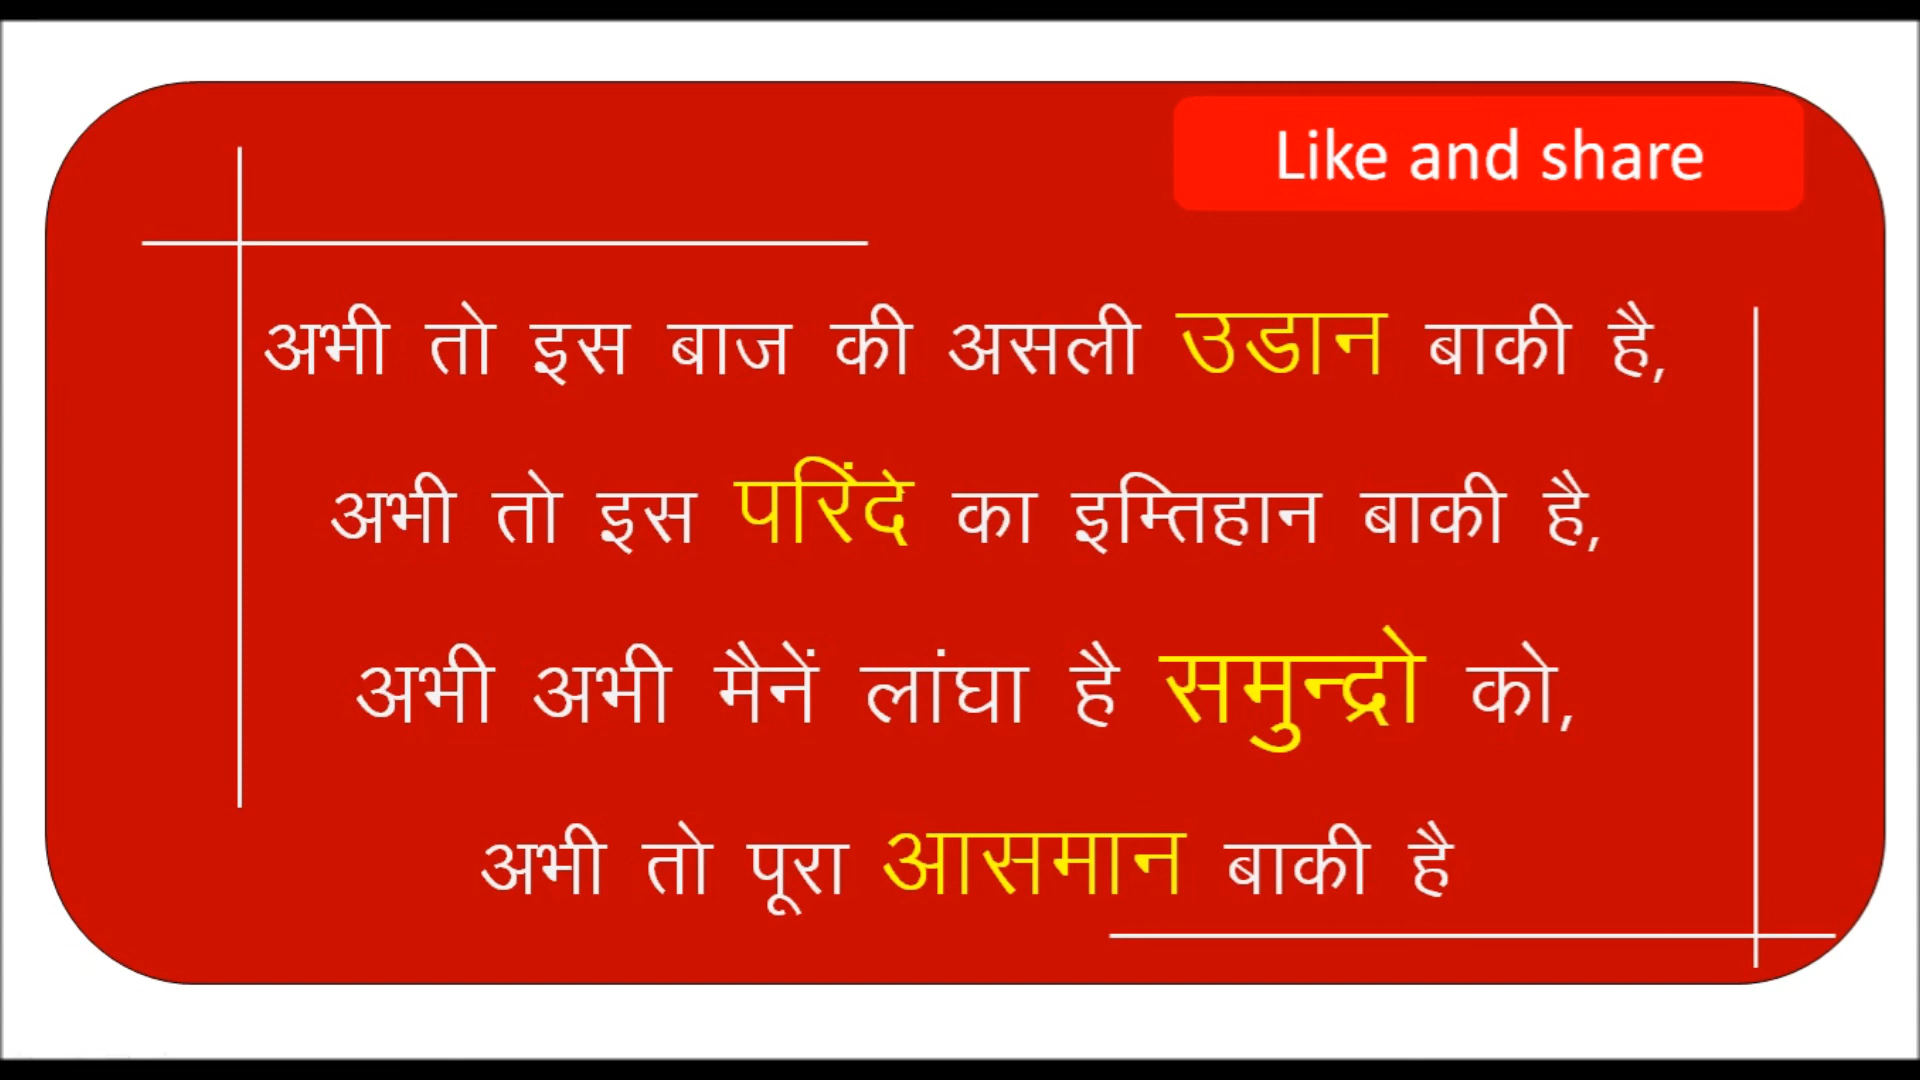 Like and share
अभी तो इस बाज की असली उडान बाकी है,
अभी तो इस परिंदे का इम्तिहान बाकी है,
अभी अभी मैनें लांघा है समुन्द्रो को,
अभी तो पूरा आसमान बाकी है